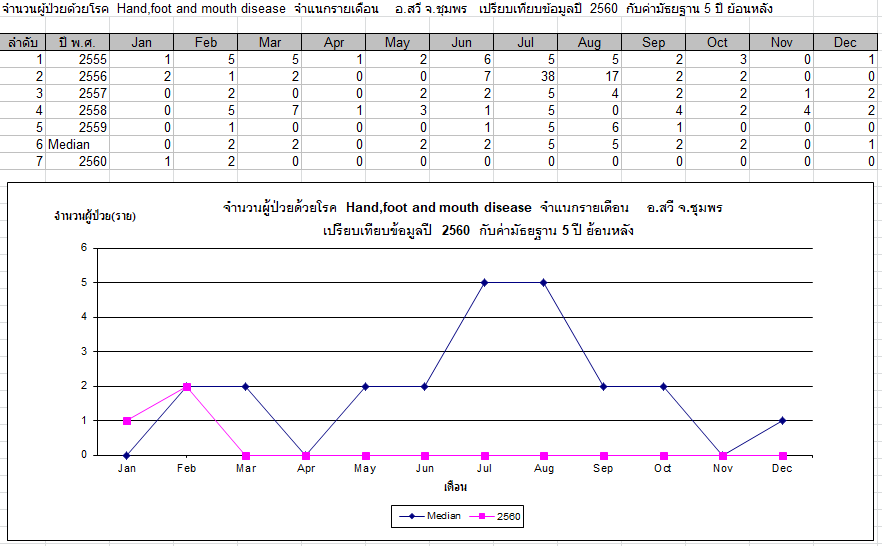 จำนวนผู้ป่วยด้วยโรค Hand,foot and mouth disease จำแนกรายเดือน อ.สวี จ.ชุมพร เปรียบเทียบข้อมูลปี 2560 กับค่ามัธยฐาน 5 ปี ย้อนหลัง
ลำดับ ปี พ.ศ. Jan Feb Mar Apr May Jun Jul Aug Sep Oct Nov Dec
1 2555 1 5 5 1 2 6 5 5 2 3 0 1
2 2556 2 1 2 0 0 7 38 17 2 2 0 0
3 2557 0 2 0 0 2 2 5 4 2 2 1 2
4 2558 0 5 7 1 3 1 5 0 4 2 4 2
5 2559 0 1 0 0 0 1 5 6 1 0 0 0
6 Median 0 2 2 0 2 2 5 5 2 2 0 1
7 2560 1 2 0 0 0 0 0 0 0 0 0 0
จำนวนผู้ป่วยด้วยโรค Hand,foot and mouth disease จำแนกรายเดือน อ.สวี จ.ชุมพร
เปรียบเทียบข้อมูลปี 2560 กับค่ามัธยฐาน 5 ปี ย้อนหลัง
จำนวนผู้ป่วย(ราย)
6
5
4
3
2
1
0
Jan Feb Mar Apr May Jun Jul Aug Sep Oct Nov Dec
เดือน
Median 2560